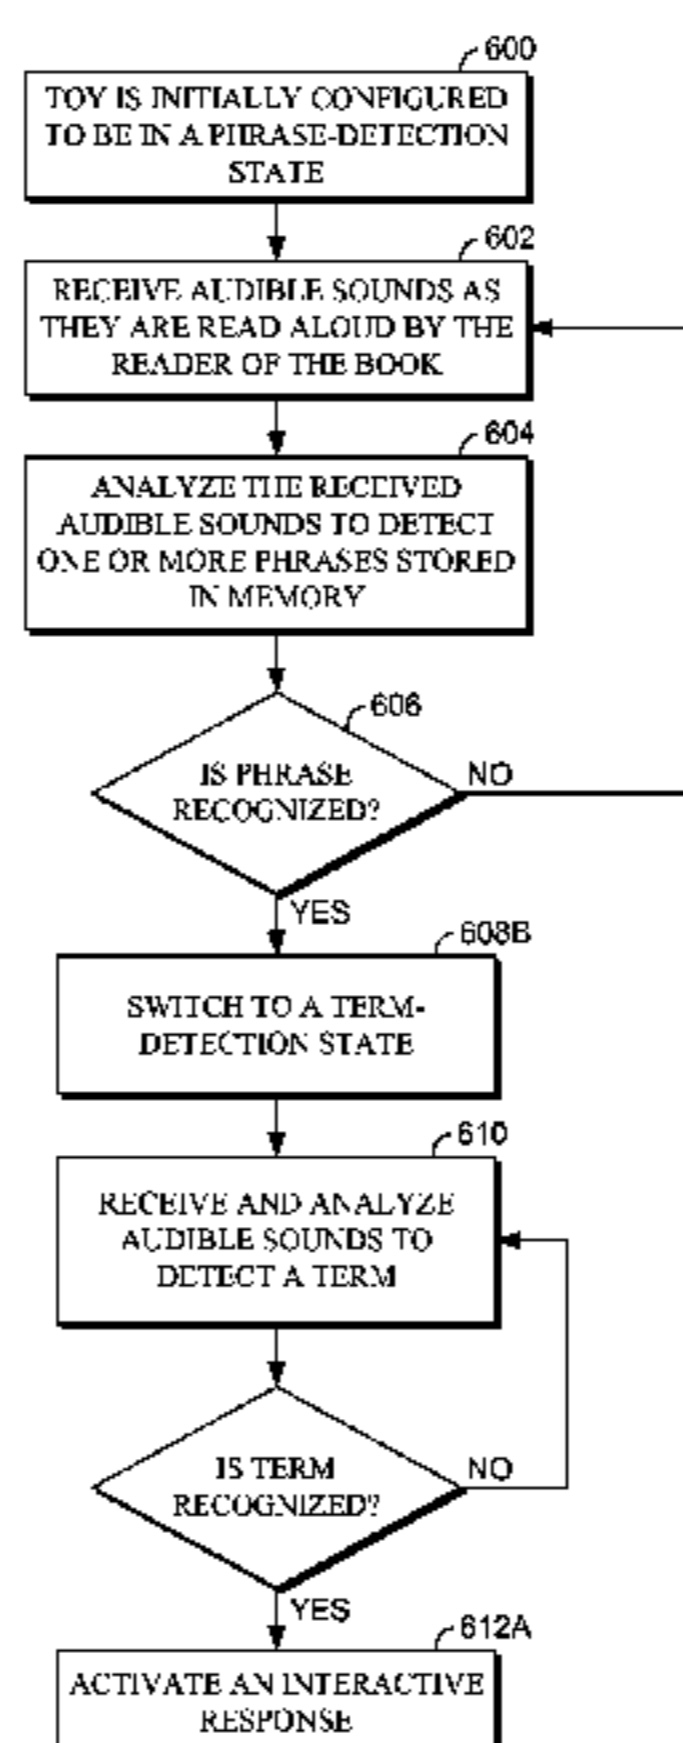 600
TOY IS INITIALLY CONFIGURED
TO BE IN A PHRASE-DETECTION
STATE
602
RECEIVE AUDIBLE SOUNDS AS
THEY ARE READ ALOUD BY THE
READER OF THE BOOK
604
ANALYZE THE RECEIVED
AUDIBLE SOUNDS TO DETECT
ONE OR MORE PHRASES STORED
IN MEMORY
606
IS PHRASE
RECOGNIZED?
NO
YES
608B
SWITCH TO A TERM-
DETECTION STATE
610
RECEIVE AND ANALYZE
AUDIBLE SOUNDS TO
DETECT A TERM
IS TERM
RECOGNIZED?
NO
YES
612A
ACTIVATE AN INTERACTIVE
RESPONSE